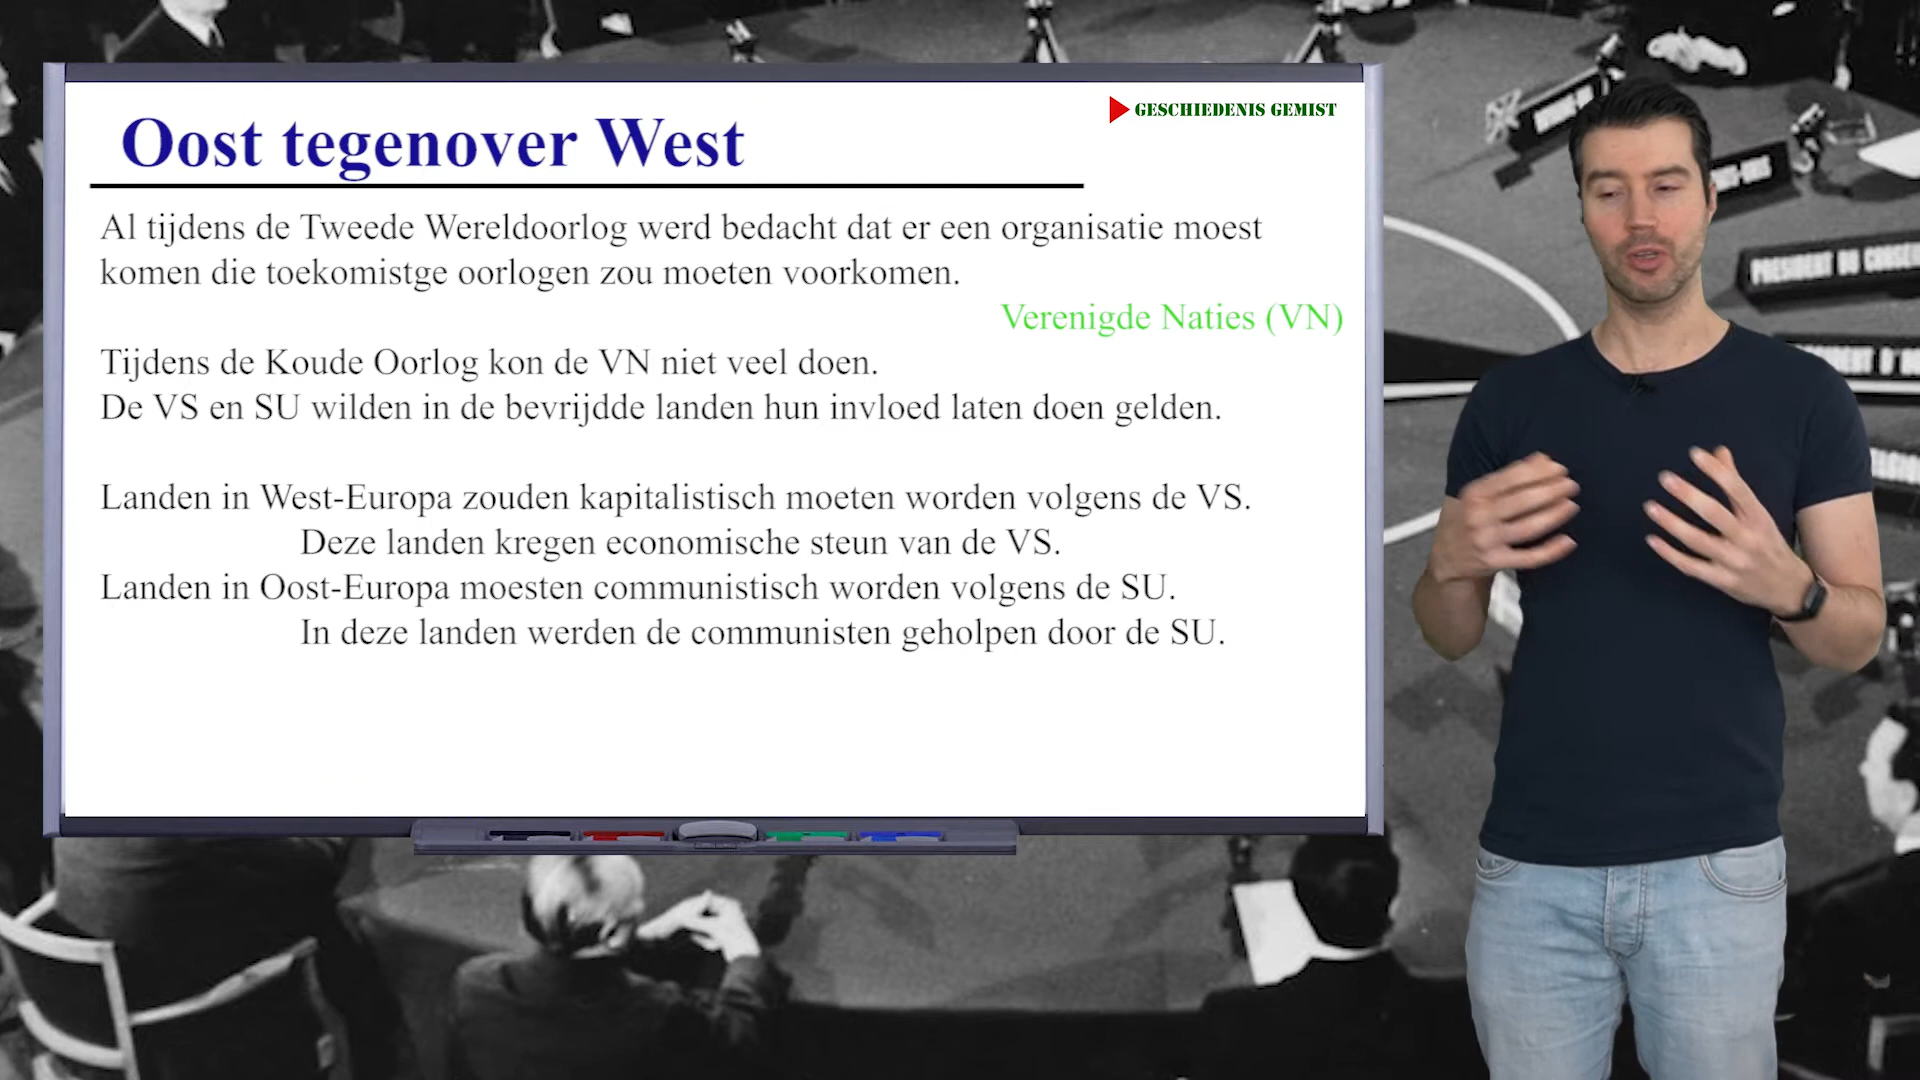 GESCHIEDENIS GEMIST
Oost tegenover West
Al tijdens de Tweede Wereldoorlog werd bedacht dat er een organisatie moest
komen die toekomistge oorlogen zou moeten voorkomen.
Verenigde Naties (VN)
Tijdens de Koude Oorlog kon de VN niet veel doen.
De VS en SU wilden in de bevrijdde landen hun invloed laten doen gelden.
Landen in West-Europa zouden kapitalistisch moeten worden volgens de VS.
Deze landen kregen economische steun van de VS.
Landen in Oost-Europa moesten communistisch worden volgens de SU.
In deze landen werden de communisten geholpen door de SU.
PRESIDENT DU